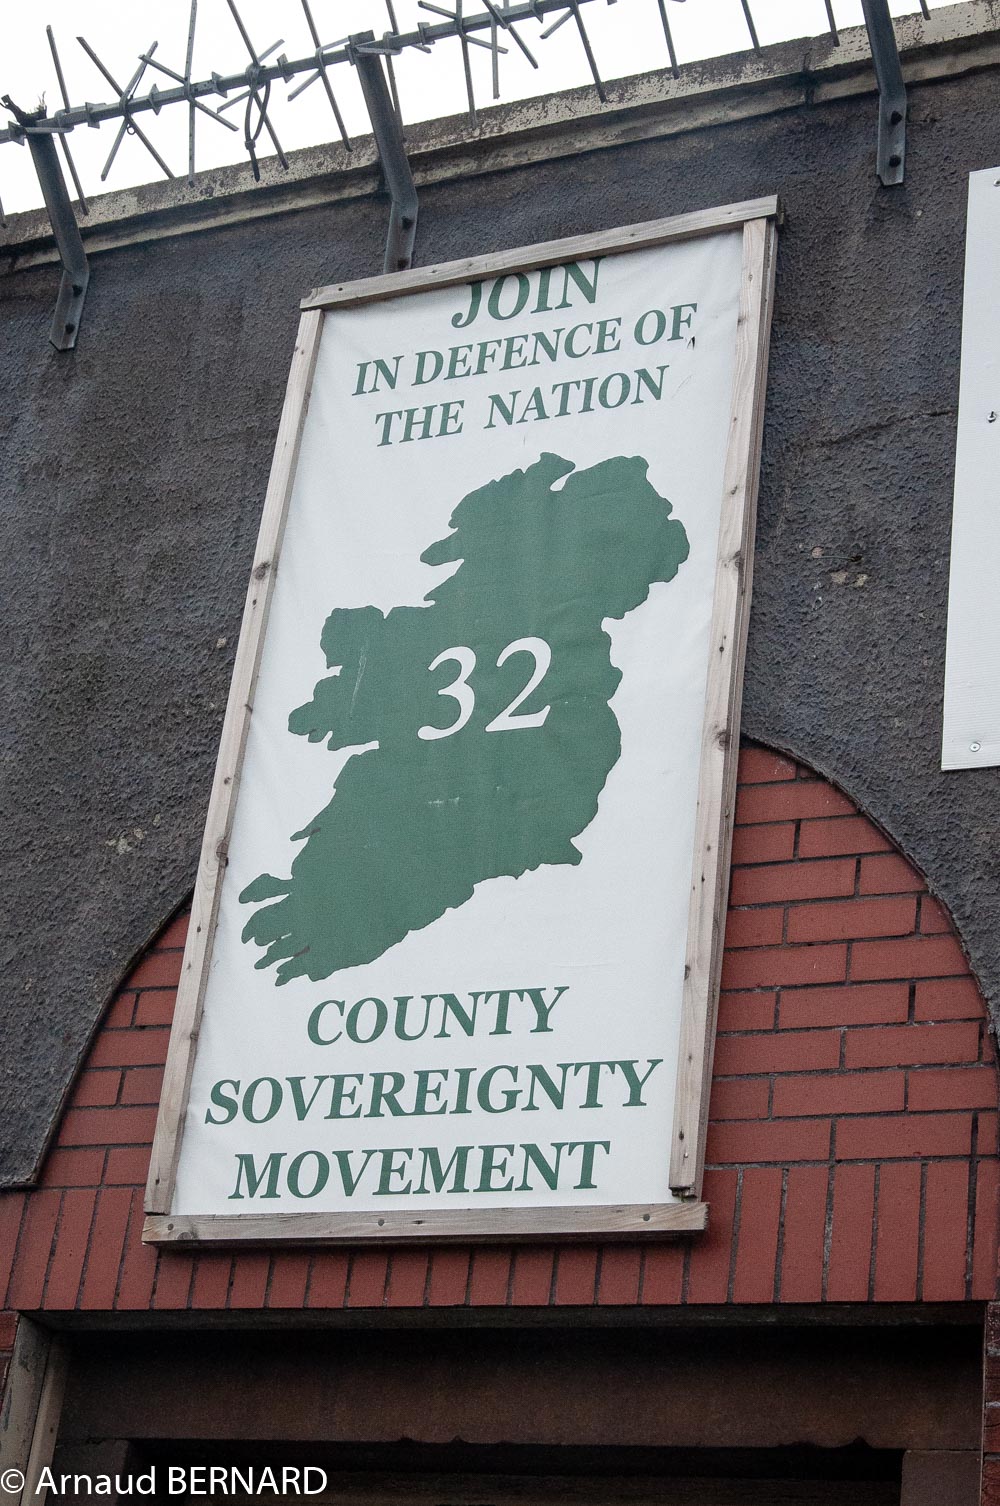 JOIN
IN DEFENCE OF
THE NATION
32
COUNTY
SOVEREIGNTY
MOVEMENT
© Arnaud BERNARD